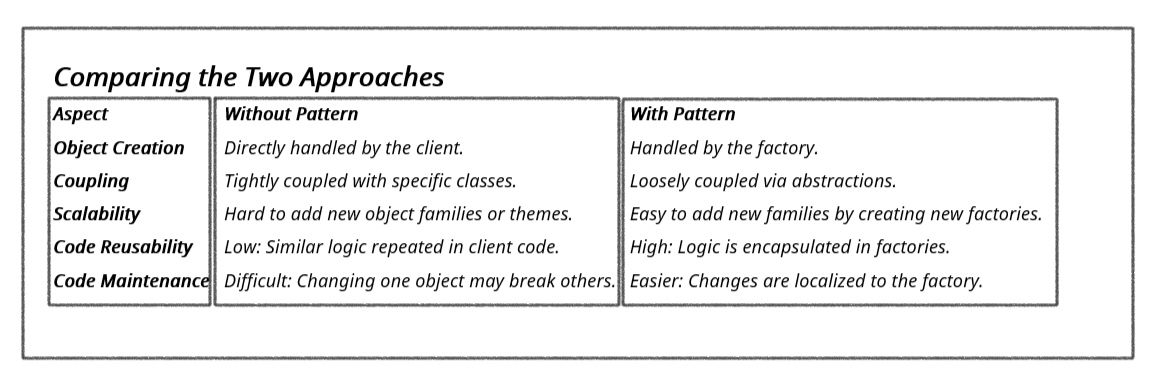 Comparing the Two Approaches
Aspect Without Pattern With Pattern
Object Creation Directly handled by the client. Handled by the factory.
Coupling Tightly coupled with specific classes. Loosely coupled via abstractions.
Scalability Hard to add new object families or themes. Easy to add new families by creating new factories.
Code Reusability Low: Similar logic repeated in client code. High: Logic is encapsulated in factories.
Code Maintenance Difficult: Changing one object may break others. Easier: Changes are localized to the factory.